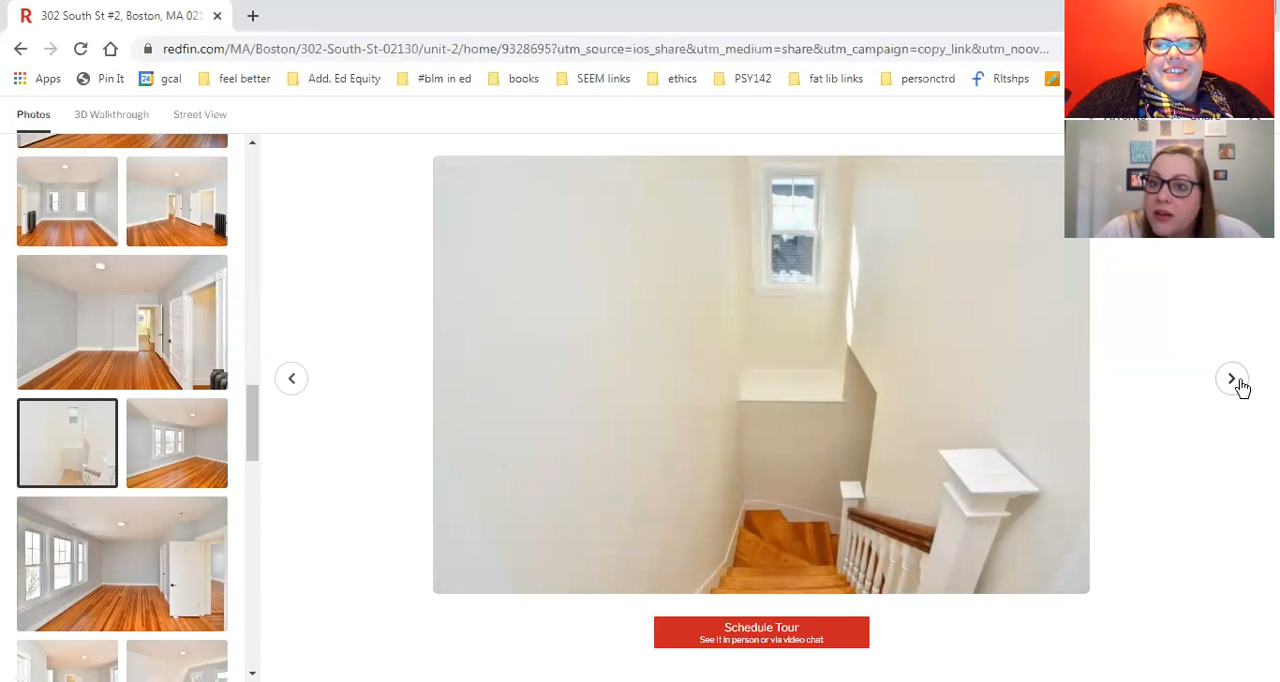 302 South St #2, Boston, MA 021
redfin.com/MA/Boston/302-South-St-02130/unit-2/home/9328695?utm_source=ios_share&utm_medium=share&utm_campaign=copy_link&utm_noov...
Apps Pin It 24 gcal feel better Add. Ed Equity #blm in ed books SEEM links ethics PSY142 fat lib links personctrd Rltshps
Photos 3D Walkthrough Street View
Schedule Tour
See it in person or via video chat